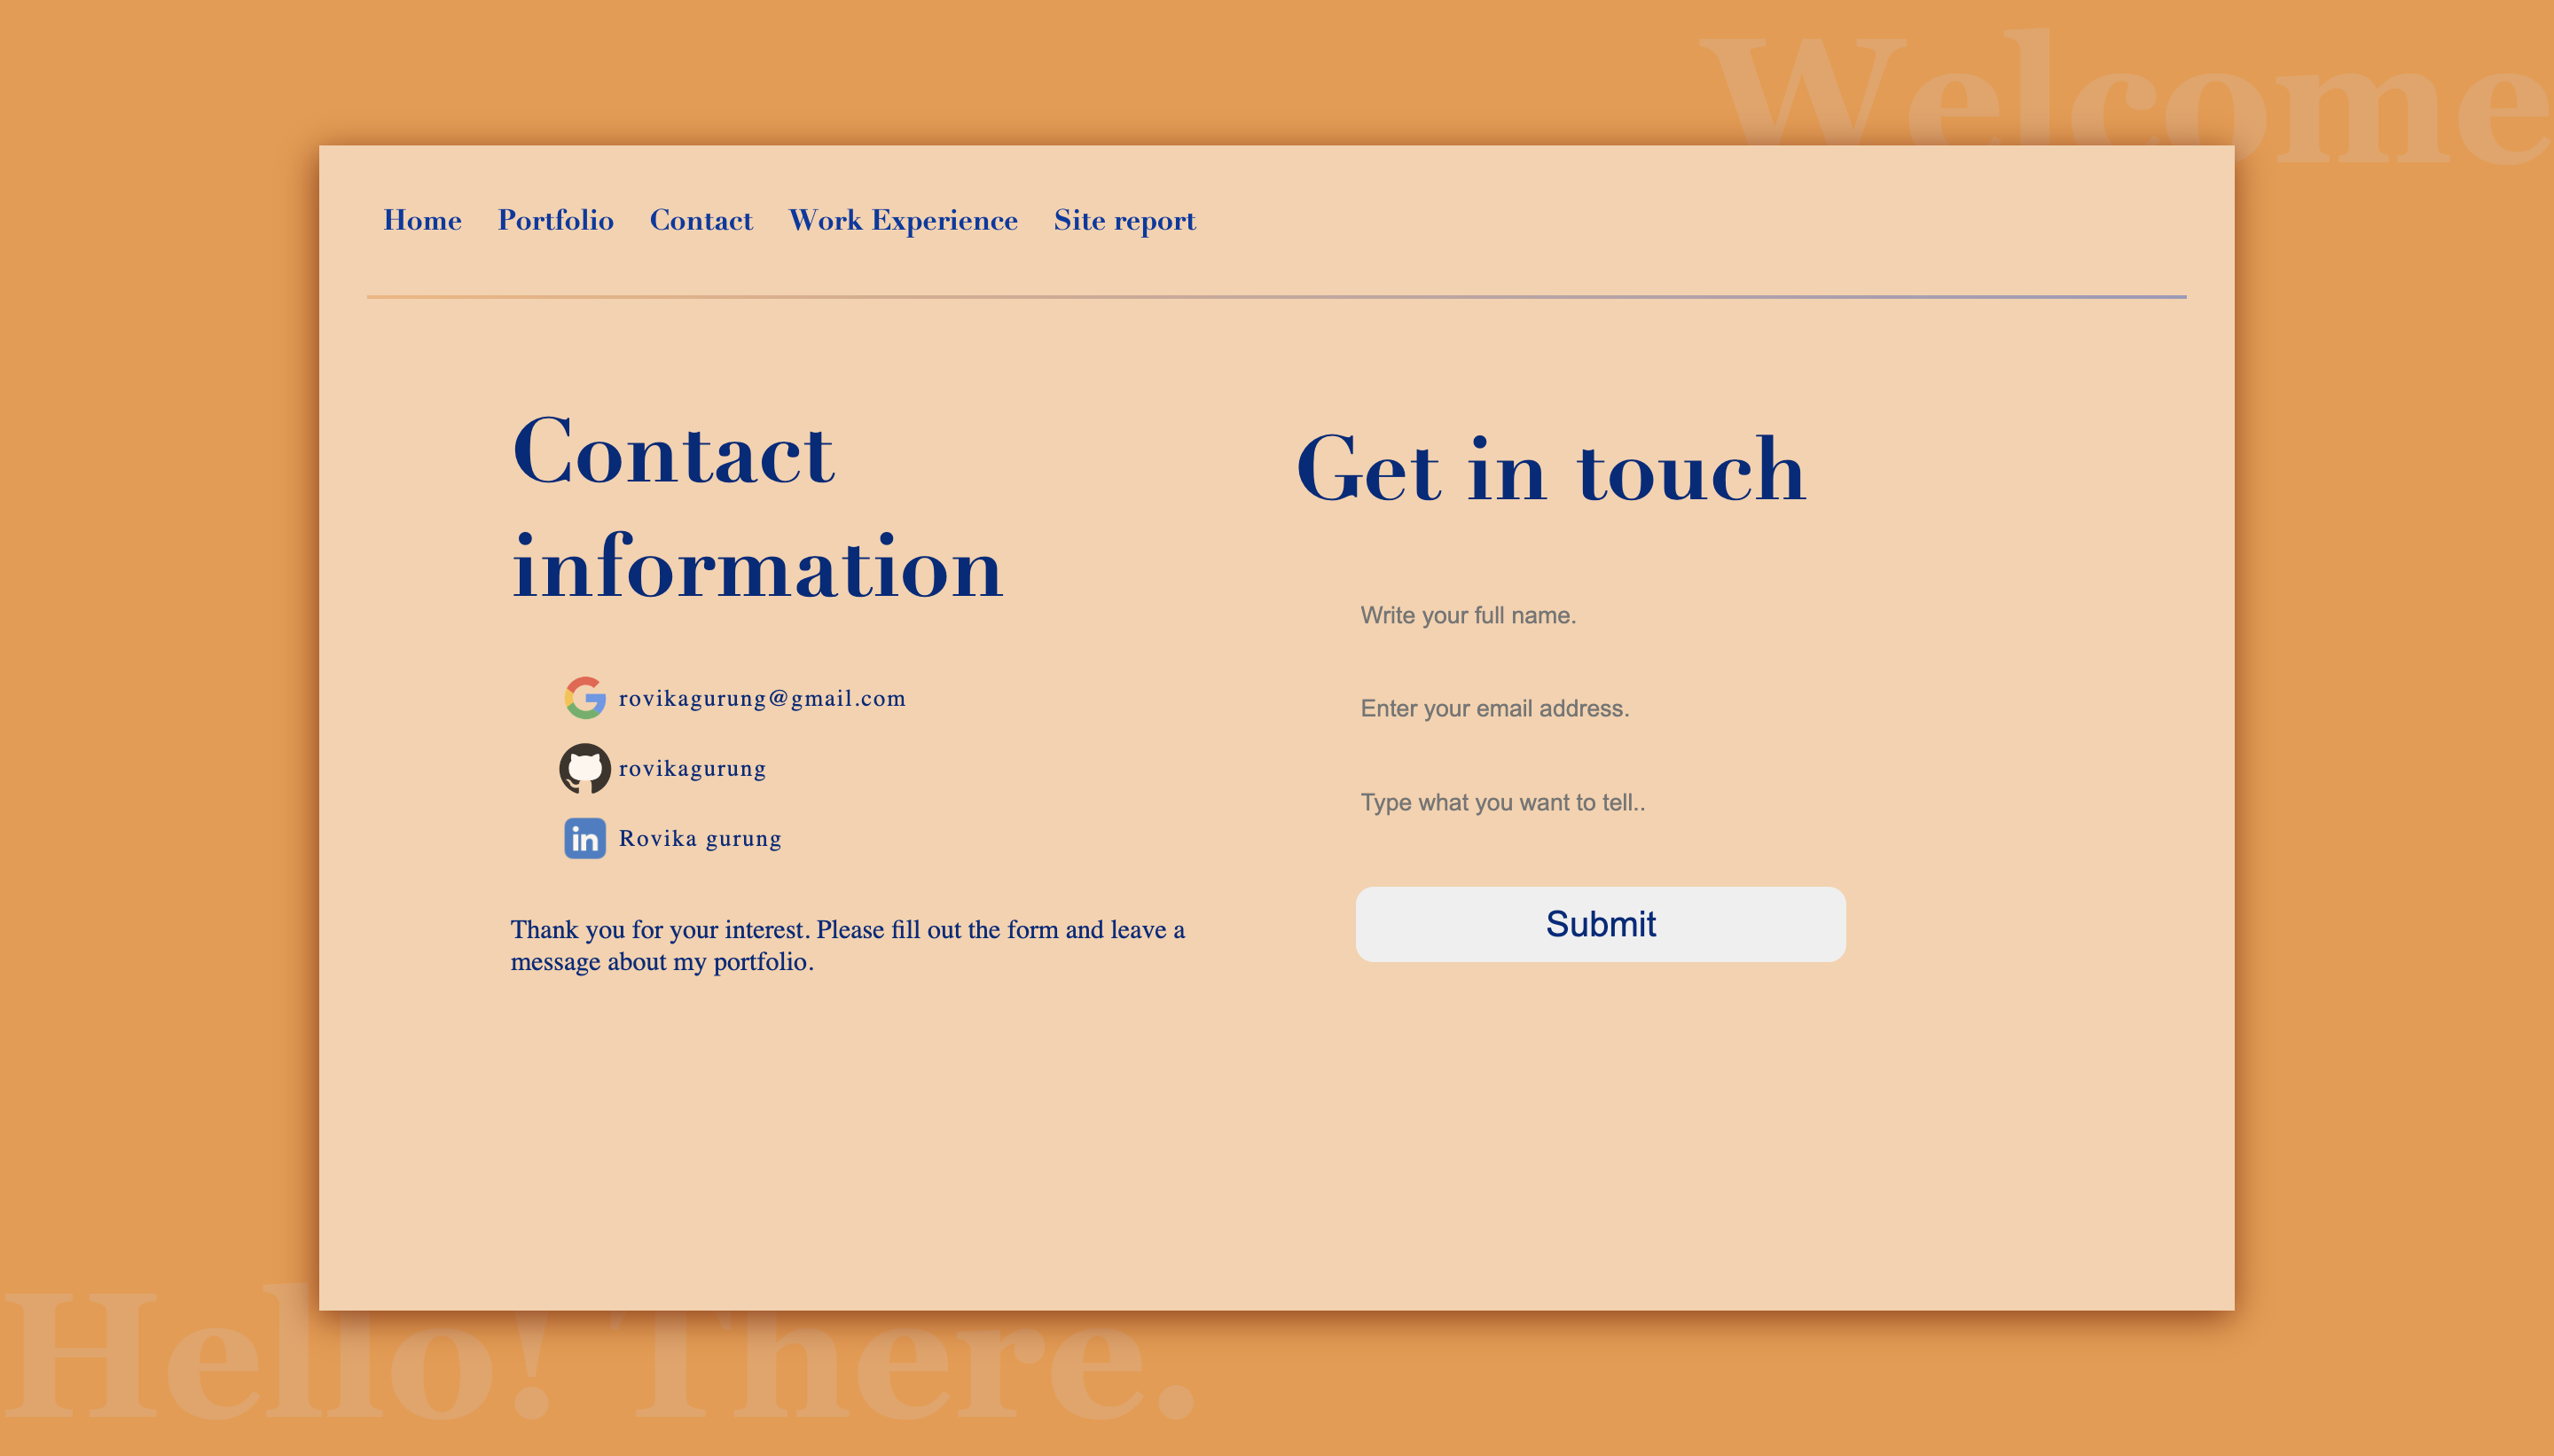 Welcome
Home Portfolio Contact Work Experience Site report
Contact
information
rovikagurung@gmail.com
rovikagurung
in Rovika gurung
Thank you for your interest. Please fill out the form and leave a
message about my portfolio.
Get in touch
Write your full name.
Enter your email address.
Type what you want to tell..
Submit
Hello! There.